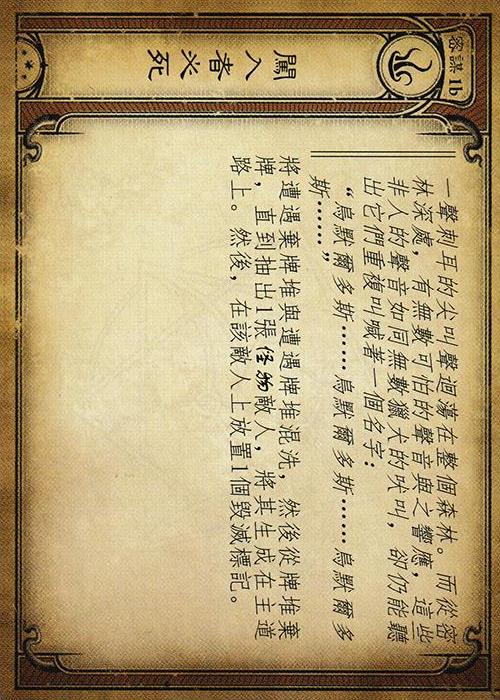 密謀 1b
闖入者必死
一聲刺耳的尖叫聲迴蕩在整個森林。而從密
林深處，有無數可怕的聲音與之響應，這些
非人的聲音如同無數獵犬的吠叫，卻仍能聽
出它們重複叫喊著一個名字：
“烏默爾多斯……烏默爾多斯……烏默爾多
斯……”
將遭遇棄牌堆與遭遇牌堆混洗，然後從牌堆棄
牌，直到抽出1張怪物敵人，將其生成在主道
路上。然後，在該敵人上放置1個毀滅標記。